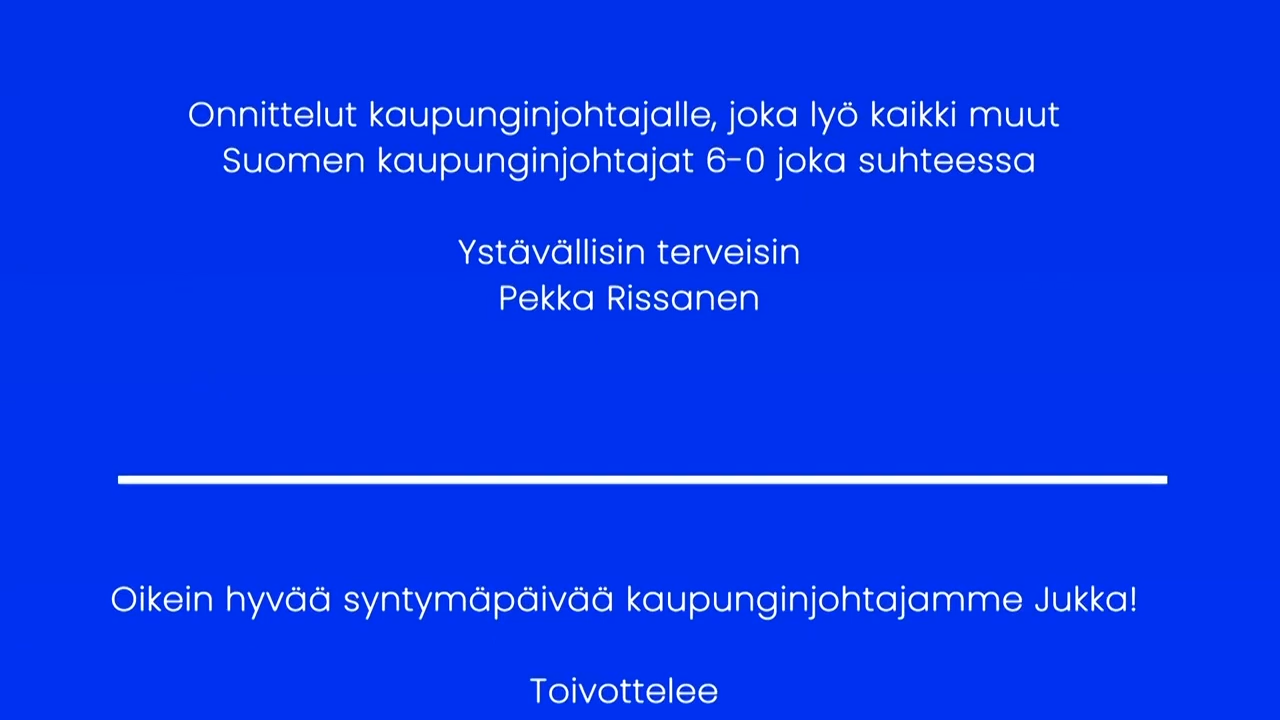 Onnittelut kaupunginjohtajalle, joka lyö kaikki muut
Suomen kaupunginjohtajat 6-0 joka suhteessa
Ystävällisin terveisin
Pekka Rissanen
Oikein hyvää syntymäpäivää kaupunginjohtajamme Jukka!
Toivottelee